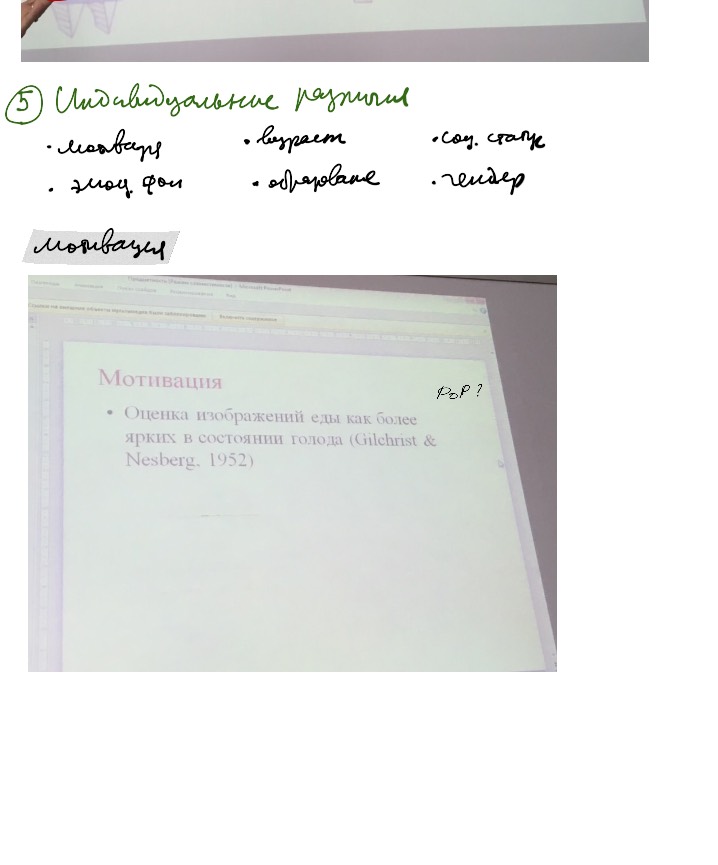 ⑤ Индивидуальные различия
• мотивация • возраст • соц. статус
• эмоц. фон • образование • гендер
мотивация
Мотивация
PoP ?
• Оценка изображений еды как более
ярких в состоянии голода (Gilchrist &
Nesberg, 1952)